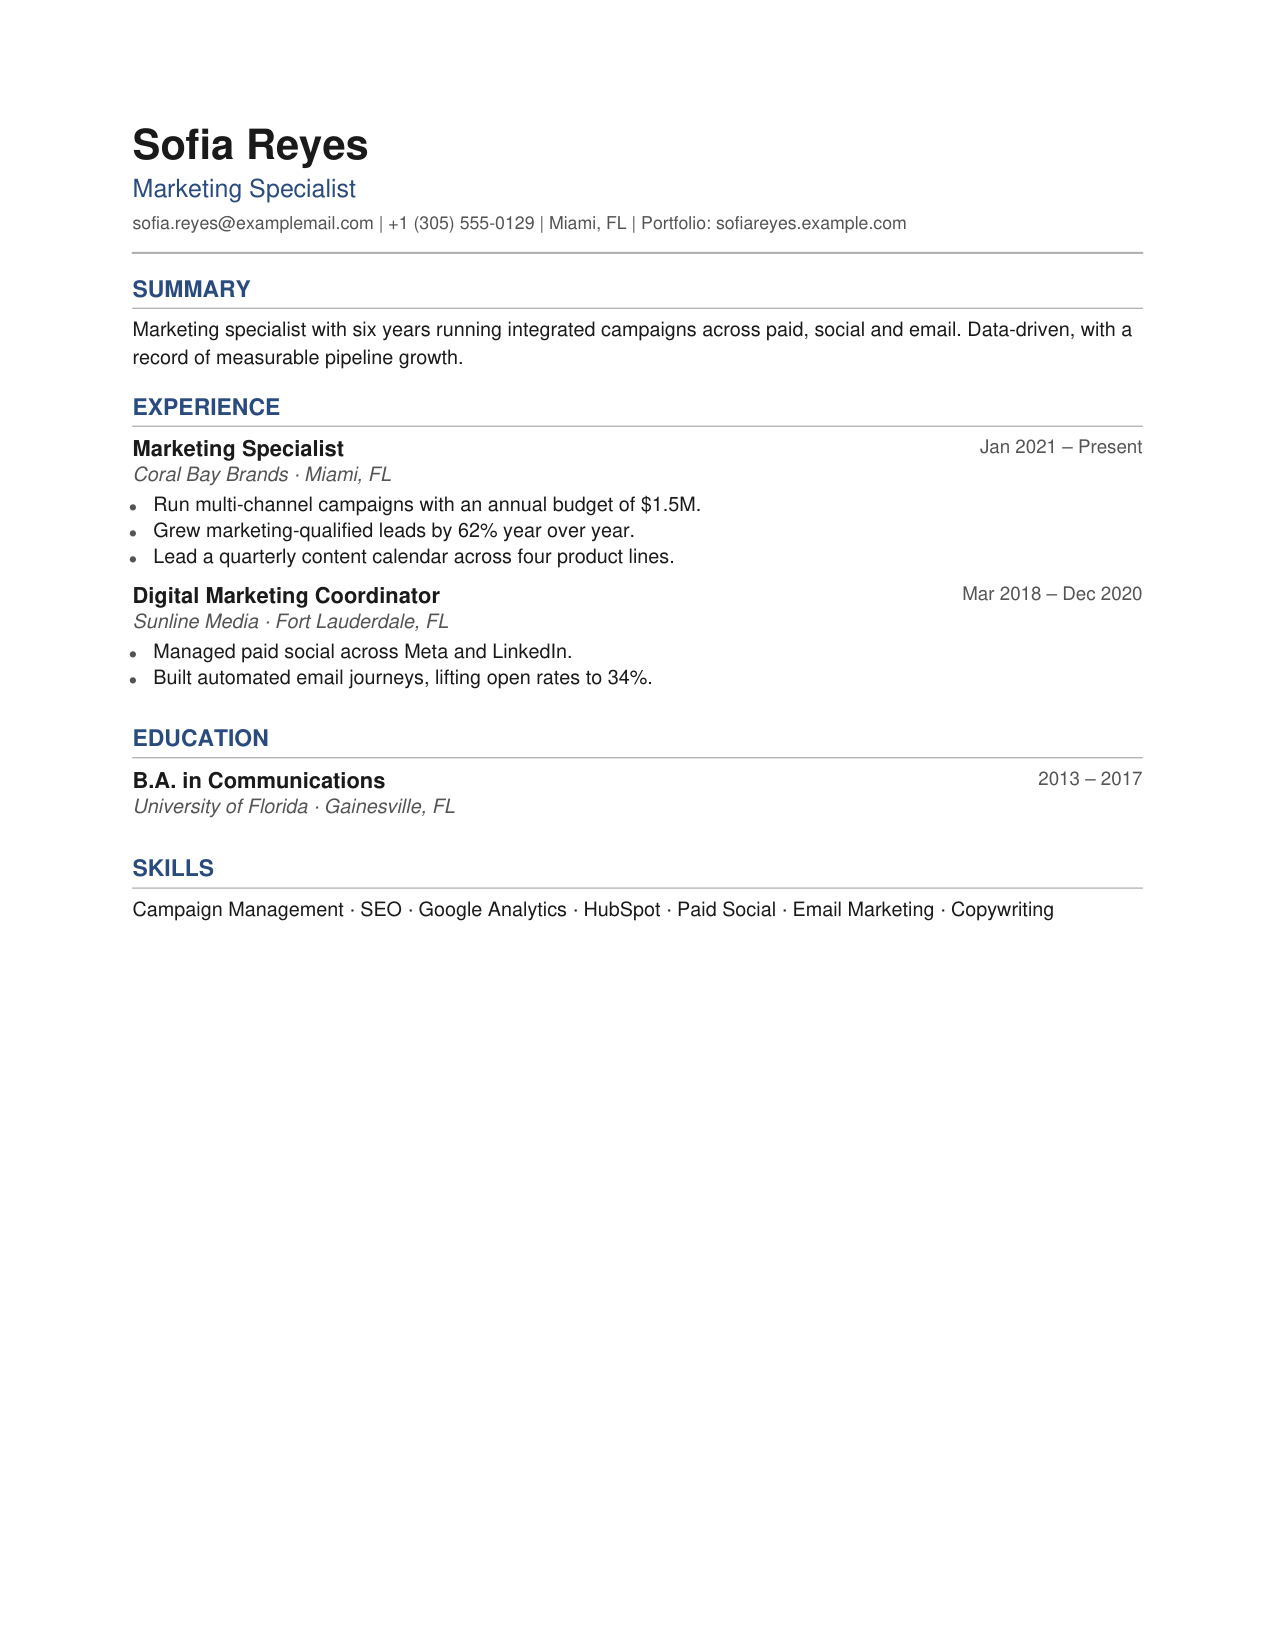 Sofia Reyes
Marketing Specialist
sofia.reyes@examplemail.com | +1 (305) 555-0129 | Miami, FL | Portfolio: sofiareyes.example.com
SUMMARY
Marketing specialist with six years running integrated campaigns across paid, social and email. Data-driven, with a
record of measurable pipeline growth.
EXPERIENCE
Marketing Specialist Jan 2021 – Present
Coral Bay Brands · Miami, FL
• Run multi-channel campaigns with an annual budget of $1.5M.
• Grew marketing-qualified leads by 62% year over year.
• Lead a quarterly content calendar across four product lines.
Digital Marketing Coordinator Mar 2018 – Dec 2020
Sunline Media · Fort Lauderdale, FL
• Managed paid social across Meta and LinkedIn.
• Built automated email journeys, lifting open rates to 34%.
EDUCATION
B.A. in Communications 2013 – 2017
University of Florida · Gainesville, FL
SKILLS
Campaign Management · SEO · Google Analytics · HubSpot · Paid Social · Email Marketing · Copywriting